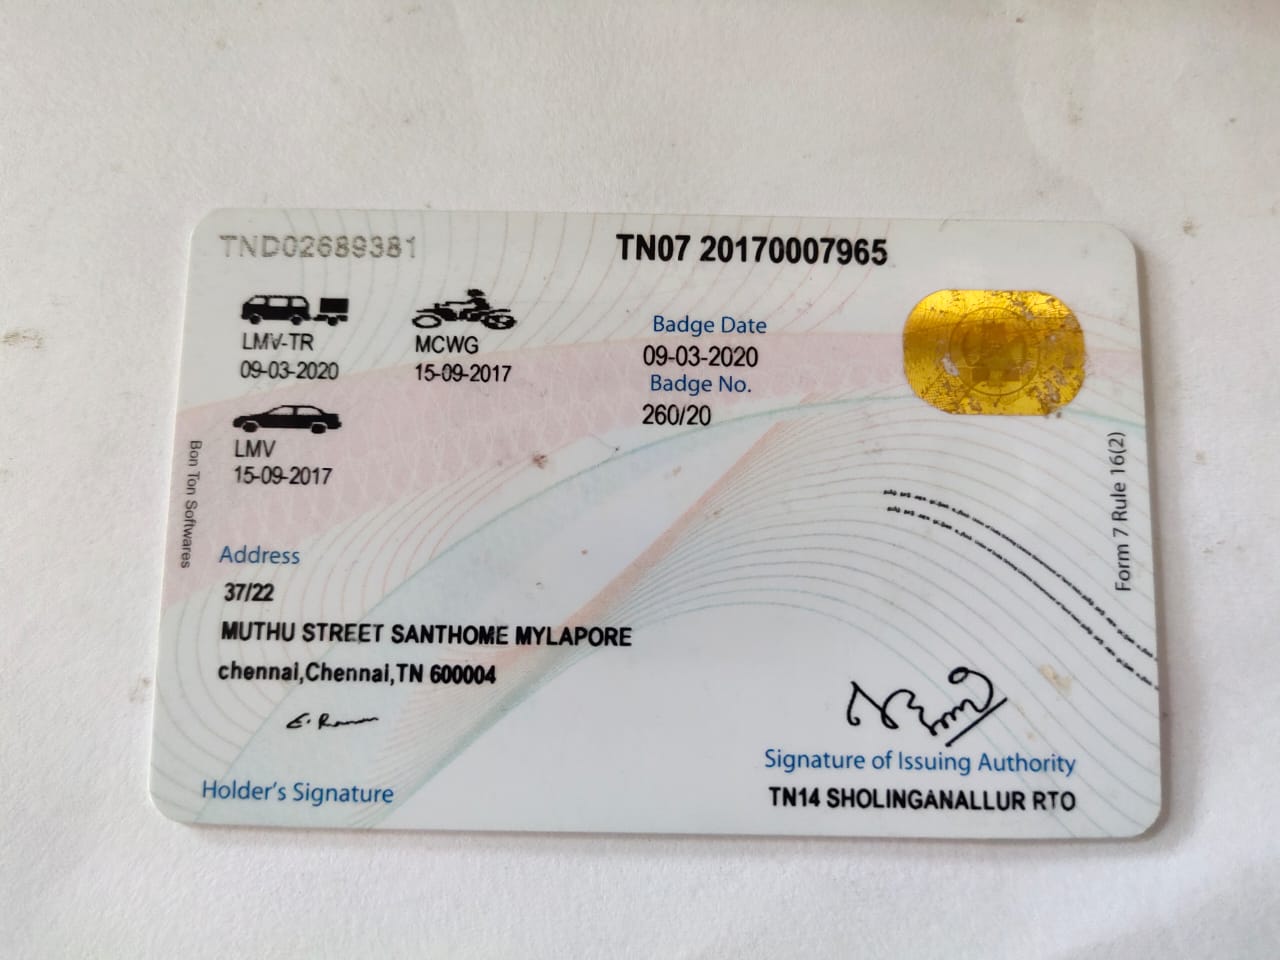 TND02689381
TN07 20170007965
LMV-TR
09-03-2020
MCWG
15-09-2017
LMV
15-09-2017
Badge Date
09-03-2020
Badge No.
260/20
Bon Ton Softwares
Form 7 Rule 16(2)
Address
37/22
MUTHU STREET SANTHOME MYLAPORE
chennai,Chennai,TN 600004
E. Raman
Holder's Signature
Signature of Issuing Authority
TN14 SHOLINGANALLUR RTO